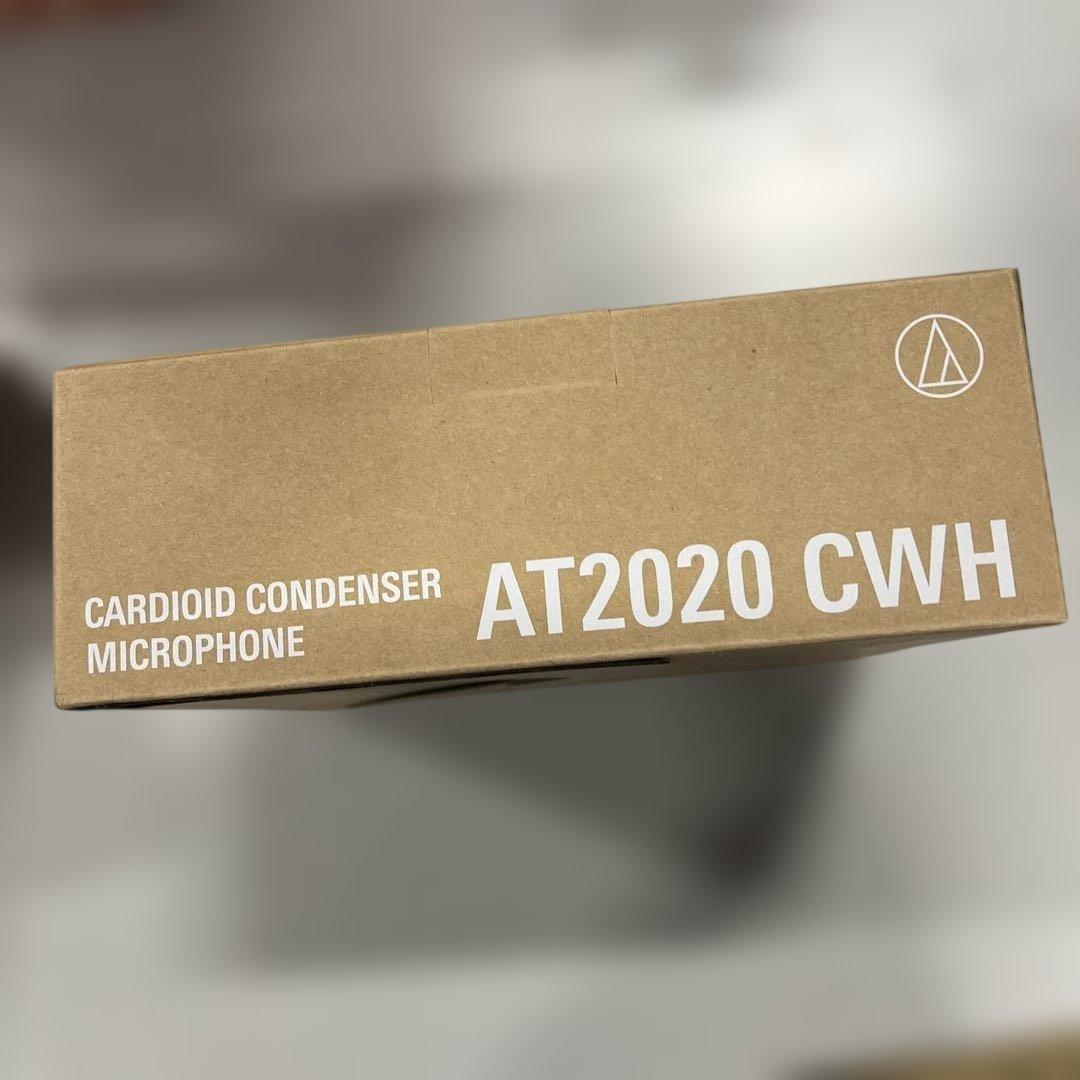 CARDIOID CONDENSER
MICROPHONE
AT2020 CWH